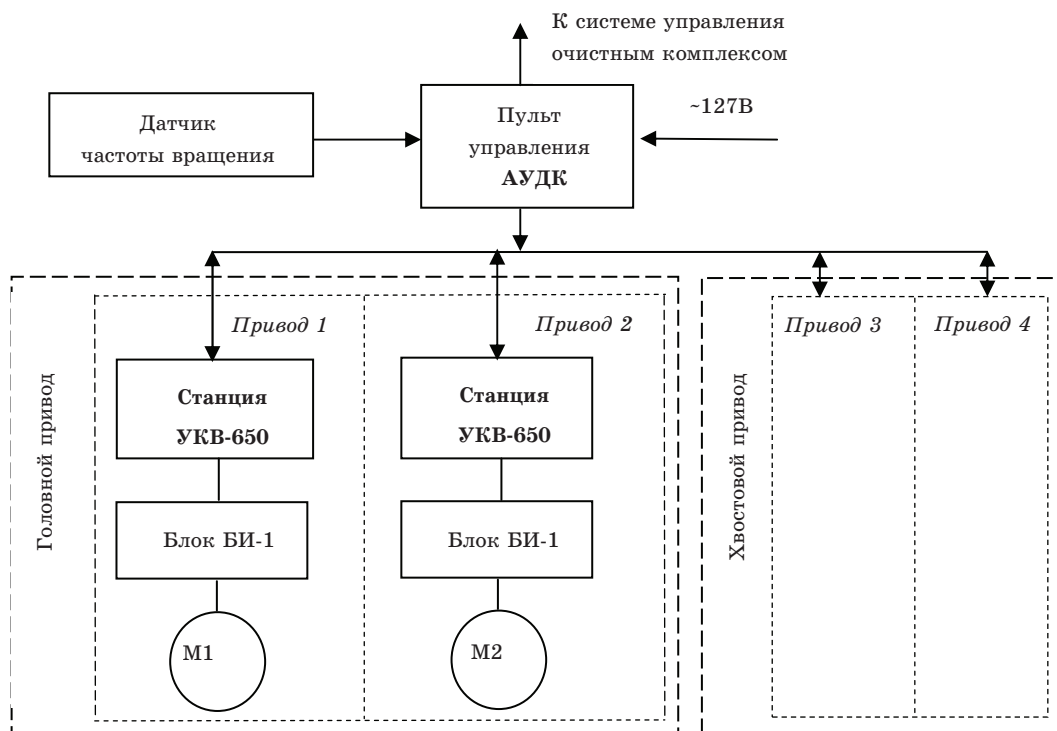 К системе управления
очистным комплексом
Датчик
частоты вращения
Пульт
управления
АУДК
~127В
Головной привод
Привод 1
Станция
УКВ-650
Блок БИ-1
М1
Привод 2
Станция
УКВ-650
Блок БИ-1
М2
Хвостовой привод
Привод 3
Привод 4